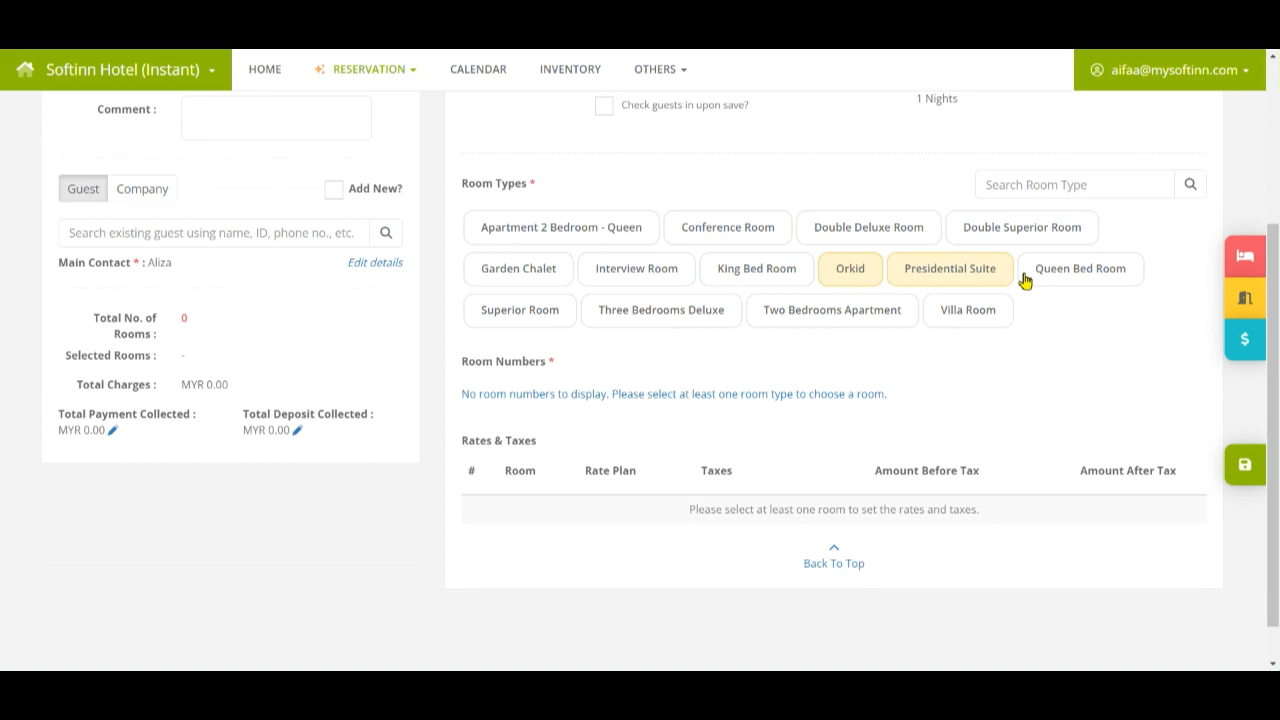 Softinn Hotel (Instant)
HOME
RESERVATION
CALENDAR
INVENTORY
OTHERS
aifaa@mysoftinn.com
Comment :
Guest
Company
Add New?
Search existing guest using name, ID, phone no., etc.
Main Contact * : Aliza
Edit details
Total No. of Rooms :
0
Selected Rooms :
-
Total Charges :
MYR 0.00
Total Payment Collected :
MYR 0.00
Total Deposit Collected :
MYR 0.00
Check guests in upon save?
1 Nights
Room Types *
Search Room Type
Apartment 2 Bedroom - Queen
Conference Room
Double Deluxe Room
Double Superior Room
Garden Chalet
Interview Room
King Bed Room
Orkid
Presidential Suite
Queen Bed Room
Superior Room
Three Bedrooms Deluxe
Two Bedrooms Apartment
Villa Room
Room Numbers *
No room numbers to display. Please select at least one room type to choose a room.
Rates & Taxes
# Room Rate Plan Taxes Amount Before Tax Amount After Tax
Please select at least one room to set the rates and taxes.
Back To Top